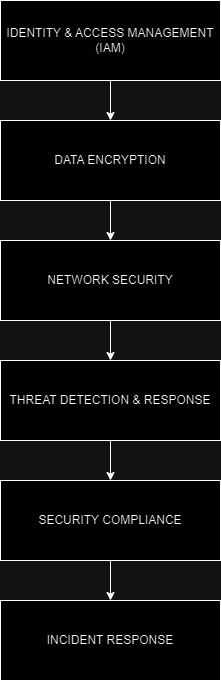 IDENTITY & ACCESS MANAGEMENT
(IAM)
DATA ENCRYPTION
NETWORK SECURITY
THREAT DETECTION & RESPONSE
SECURITY COMPLIANCE
INCIDENT RESPONSE